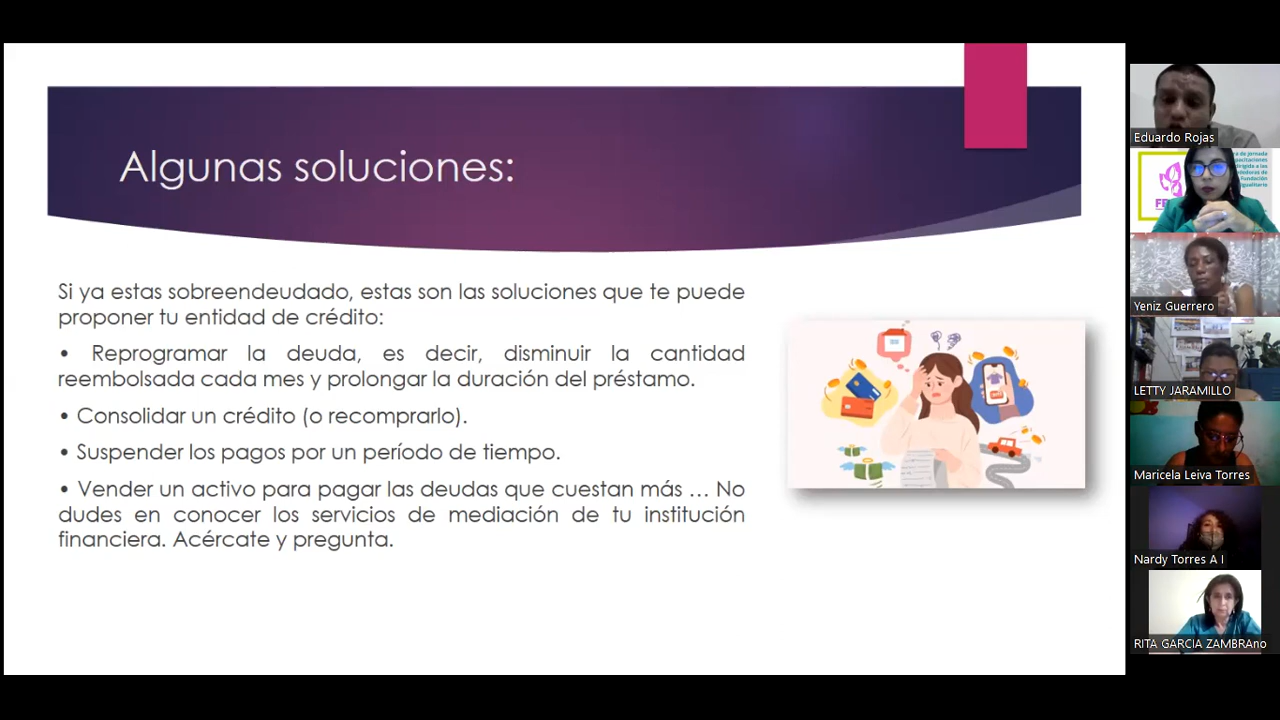 Algunas soluciones:
Si ya estas sobreendeudado, estas son las soluciones que te puede
proponer tu entidad de crédito:
• Reprogramar la deuda, es decir, disminuir la cantidad
reembolsada cada mes y prolongar la duración del préstamo.
• Consolidar un crédito (o recomprarlo).
• Suspender los pagos por un período de tiempo.
• Vender un activo para pagar las deudas que cuestan más ... No
dudes en conocer los servicios de mediación de tu institución
financiera. Acércate y pregunta.
Eduardo Rojas
Yeniz Guerrero
LETTY JARAMILLO
Maricela Leiva Torres
Nardy Torres A I
RITA GARCIA ZAMBRAno